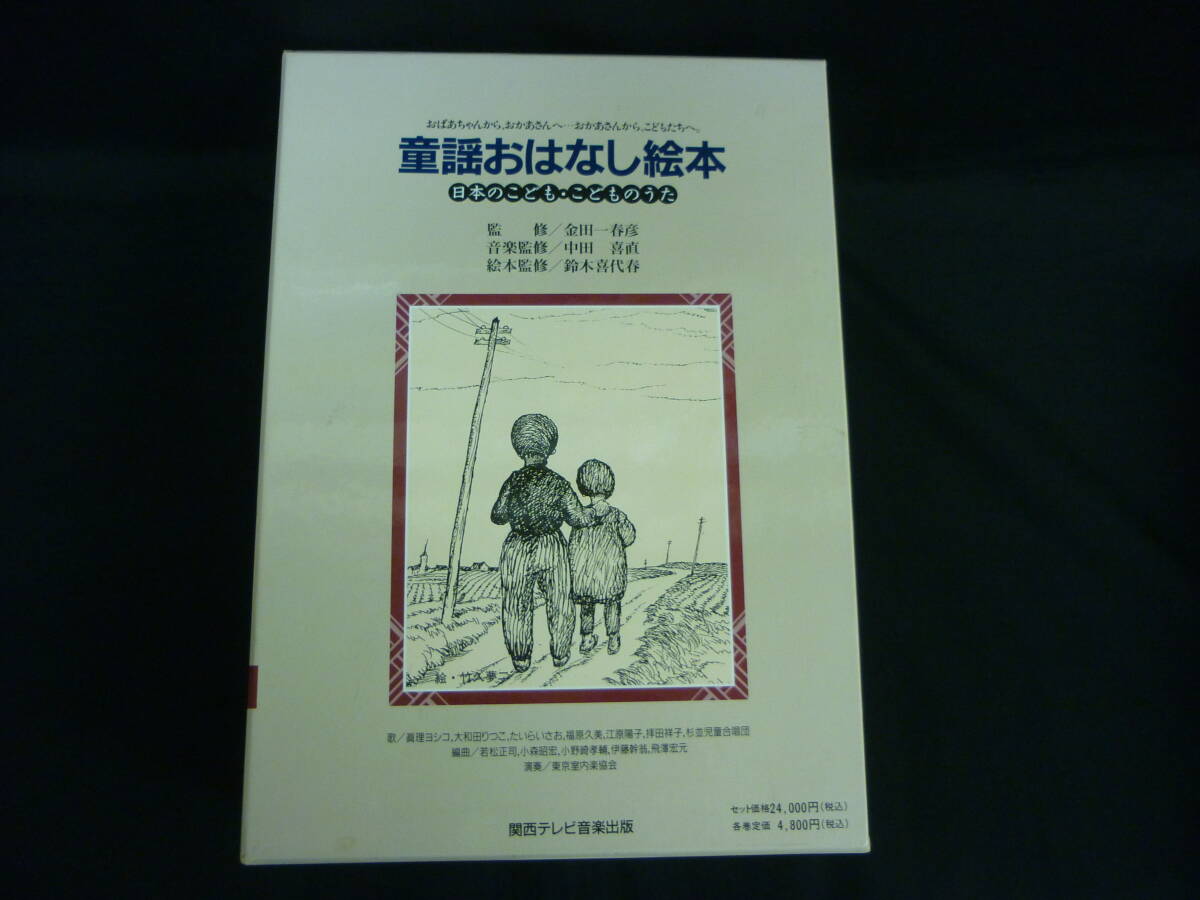 おばあちゃんから、おかあさんへ…おかあさんから、こどもたちへ。
童謡おはなし絵本
日本のこども・こどものうた
監　修／金田一春彦
音楽監修／中田　喜直
絵本監修／鈴木喜代春
絵・竹久夢二
歌／眞理ヨシコ,大和田りつこ,たいらいさお,福原久美,江原陽子,拝田祥子,杉並児童合唱団
編曲／若松正司,小森昭宏,小野崎孝輔,伊藤幹翁,飛澤宏元
演奏／東京室内楽協会
セット価格24,000円(税込)
各巻定価 4,800円(税込)
関西テレビ音楽出版